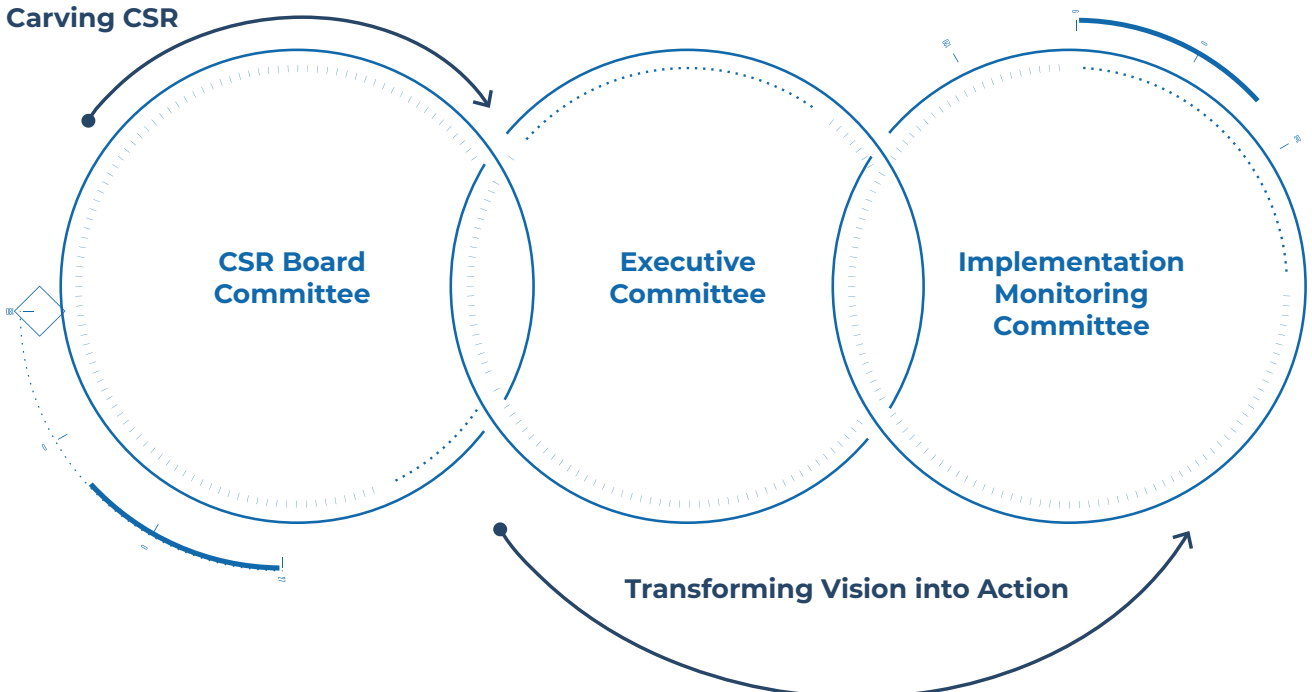 Carving CSR
CSR Board
Committee
Executive
Committee
Implementation
Monitoring
Committee
Transforming Vision into Action